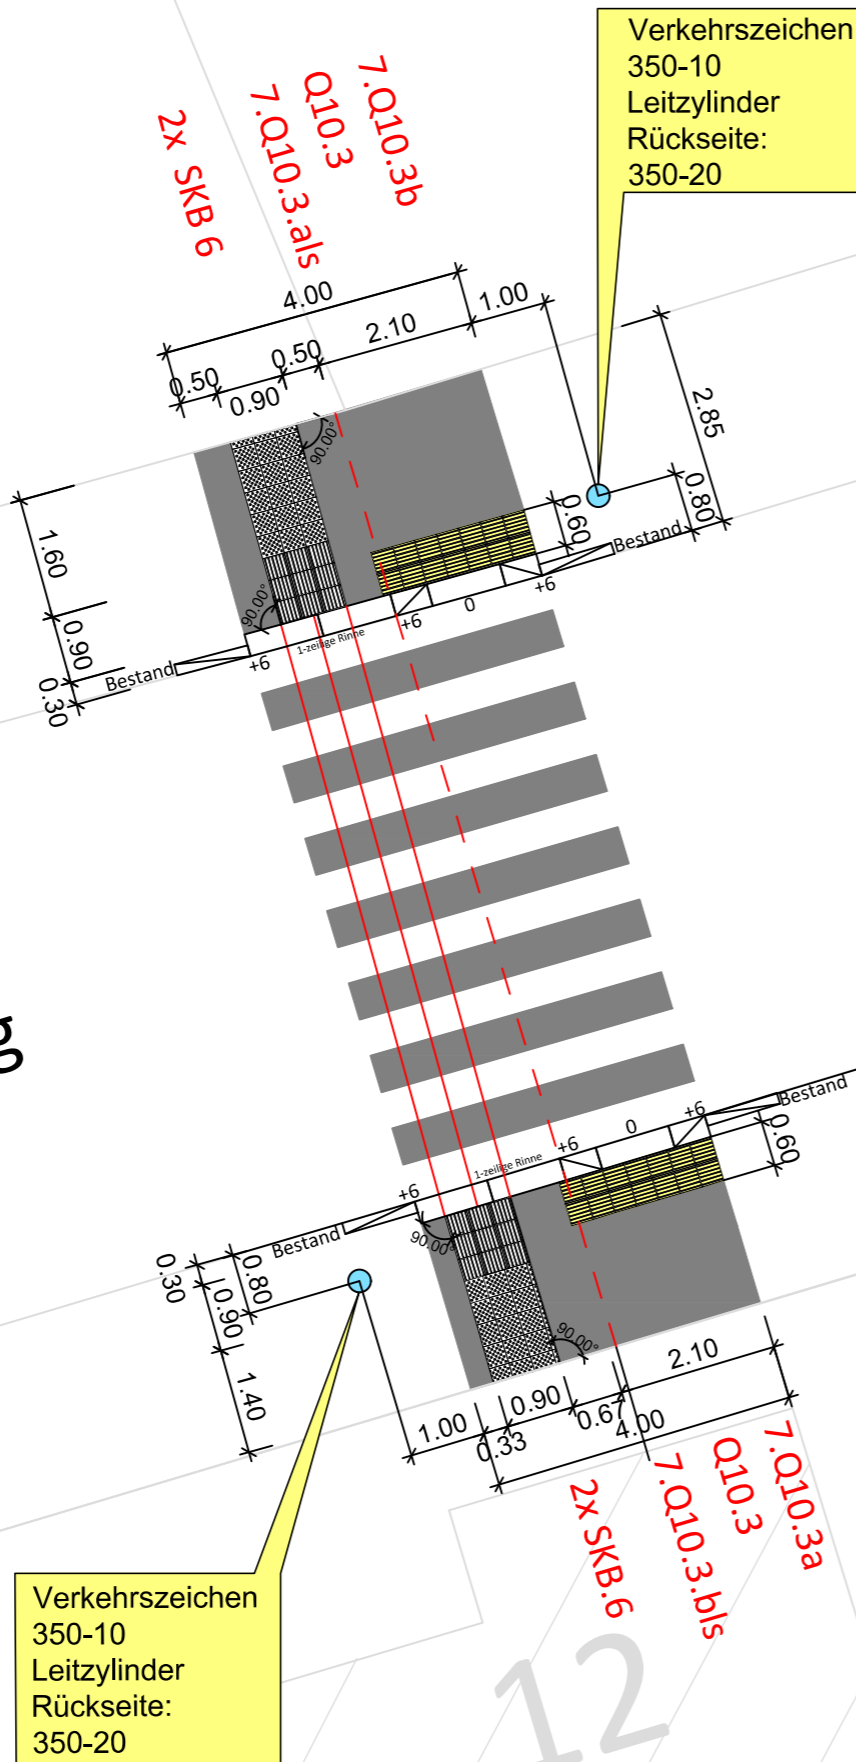 Verkehrszeichen
350-10
Leitzylinder
Rückseite:
350-20
2x SKB 6
7.Q10.3.als
Q10.3
7.Q10.3b
4.00
1.00
0.50
0.90
0.50
2.10
2.85
0.80
0.60
90.00°
90.00°
1.60
0.90
0.30
Bestand
+6
1-zeilige Rinne
+6
0
+6
Bestand
Bestand
+6
1-zeilige Rinne
+6
0
+6
Bestand
0.60
90.00°
90.00°
0.30
0.80
0.90
1.40
1.00
0.33
0.90
0.67
2.10
4.00
2x SKB.6
7.Q10.3.bls
Q10.3
7.Q10.3a
Verkehrszeichen
350-10
Leitzylinder
Rückseite:
350-20
12